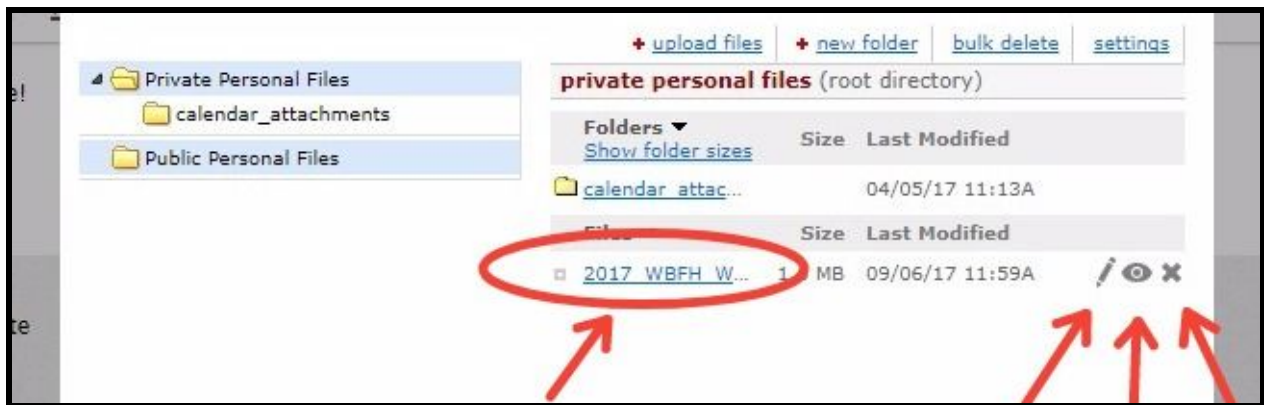 + upload files + new folder bulk delete settings
Private Personal Files
calendar_attachments
Public Personal Files
private personal files (root directory)
Folders Size Last Modified
Show folder sizes
calendar_attac... 04/05/17 11:13A
Size Last Modified
2017_WBFH_W... MB 09/06/17 11:59A
e!
te